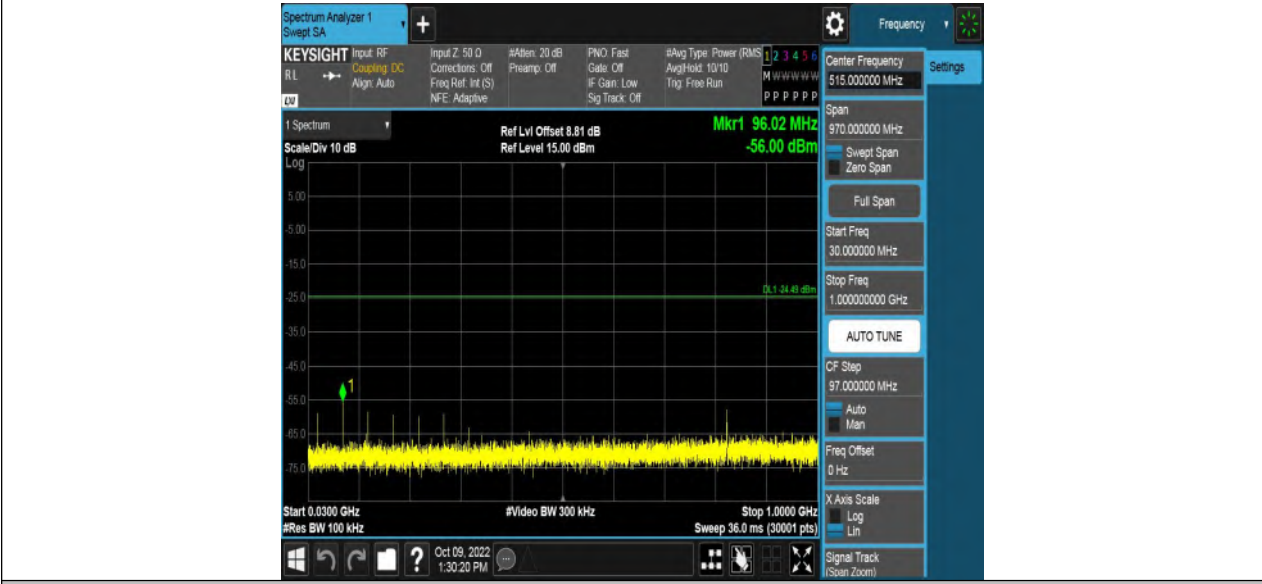 Spectrum Analyzer 1
Swept SA
Frequency
KEYSIGHT
RL
LXI
Input: RF
Coupling: DC
Align: Auto
Input Z: 50 Ω
Corrections: Off
Freq Ref: Int (S)
NFE: Adaptive
#Atten: 20 dB
Preamp: Off
PNO: Fast
Gate: Off
IF Gain: Low
Sig Track: Off
#Avg Type: Power (RMS
Avg|Hold: 10/10
Trig: Free Run
1 2 3 4 5 6
M W W W W W
P P P P P P
1 Spectrum
Scale/Div 10 dB
Log
Ref Lvl Offset 8.81 dB
Ref Level 15.00 dBm
Mkr1 96.02 MHz
-56.00 dBm
5.00
-5.00
-15.0
-25.0
-35.0
-45.0
-55.0
-65.0
-75.0
DL1 -24.49 dBm
1
Start 0.0300 GHz
#Res BW 100 kHz
#Video BW 300 kHz
Stop 1.0000 GHz
Sweep 36.0 ms (30001 pts)
?
Oct 09, 2022
1:30:20 PM
Center Frequency
515.000000 MHz
Span
970.000000 MHz
Swept Span
Zero Span
Full Span
Start Freq
30.000000 MHz
Stop Freq
1.000000000 GHz
AUTO TUNE
CF Step
97.000000 MHz
Auto
Man
Freq Offset
0 Hz
X Axis Scale
Log
Lin
Signal Track
(Span Zoom)
Settings